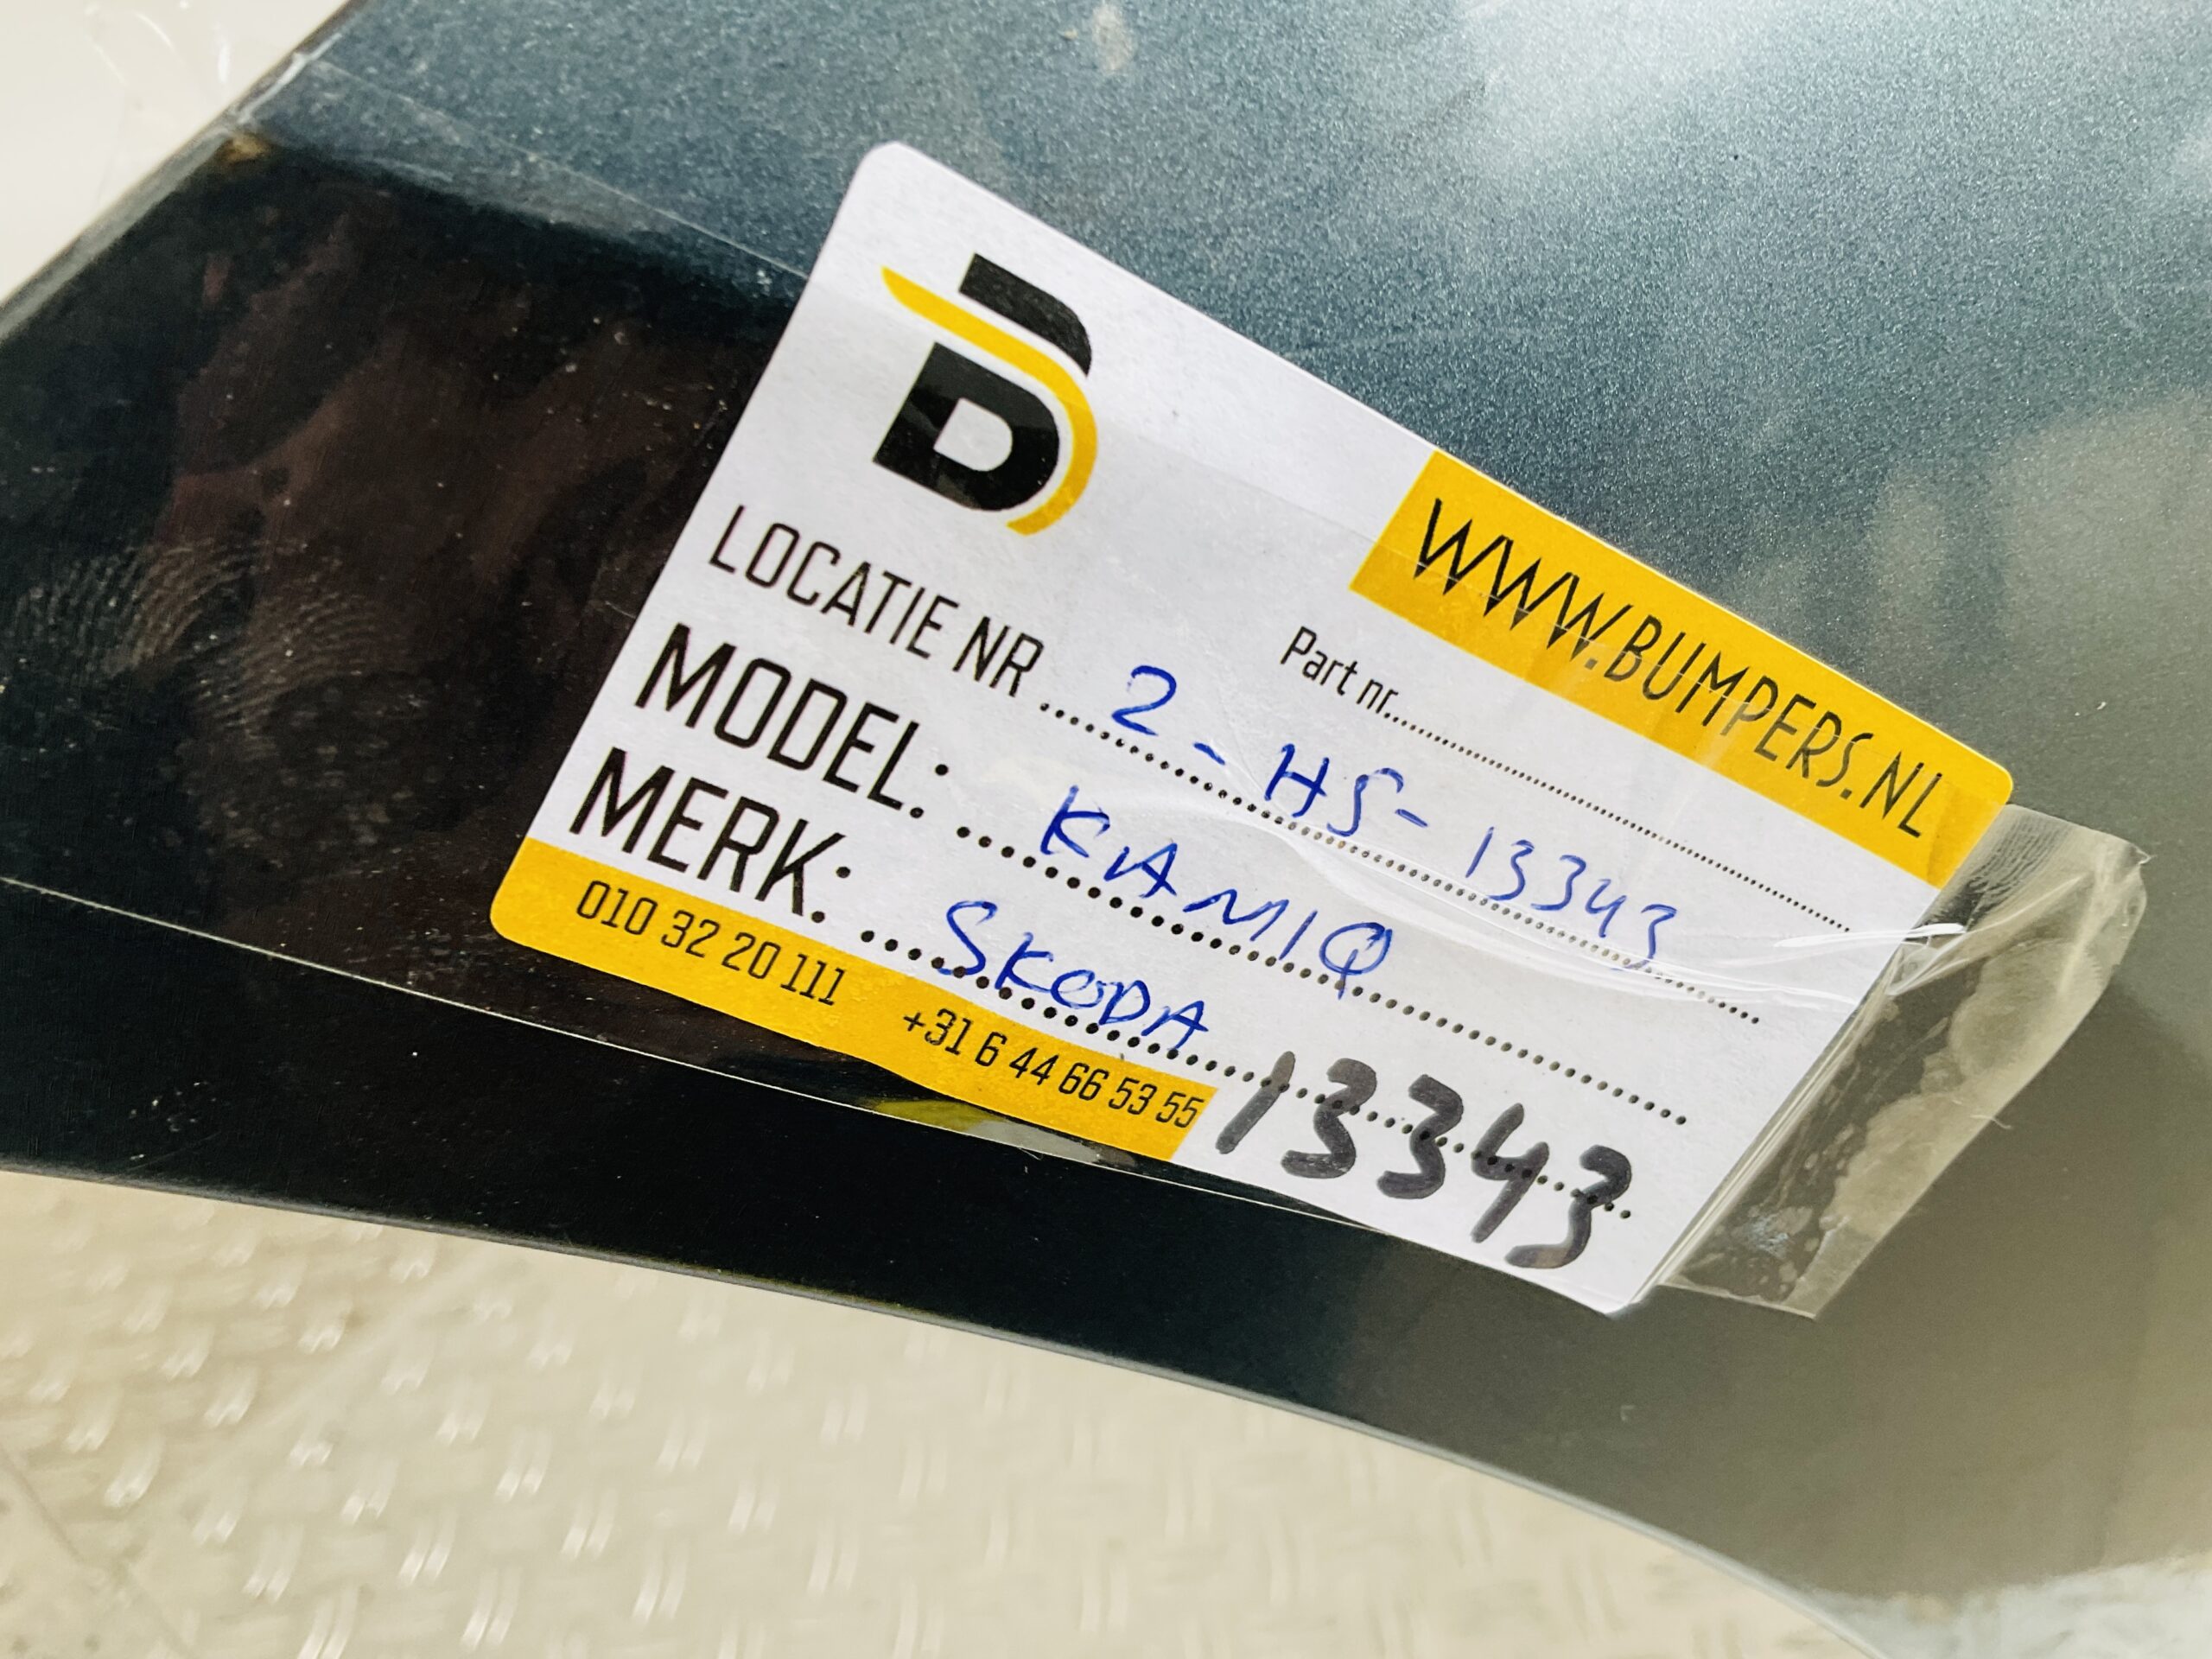 B
WWW.BUMPERS.NL
Part nr..............................
LOCATIE NR .... 2 - HS - 13343
MODEL: .... KAMIQ
MERK: .... SKODA
010 32 20 111 +31 6 44 66 53 55
13343